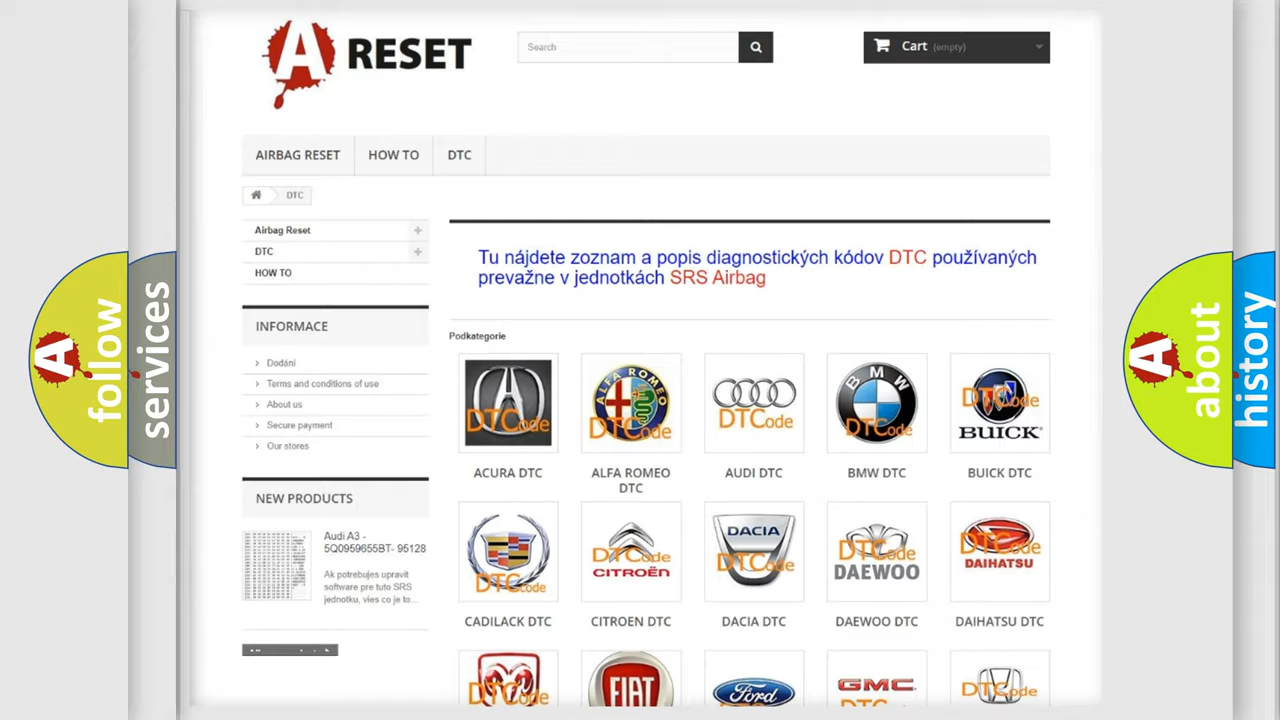 A RESET
Search
Cart (empty)
AIRBAG RESET
HOW TO
DTC
DTC
Airbag Reset
DTC
HOW TO
Tu nájdete zoznam a popis diagnostických kódov DTC používaných
prevažne v jednotkách SRS Airbag
INFORMACE
Dodání
Terms and conditions of use
About us
Secure payment
Our stores
NEW PRODUCTS
Audi A3 -
5Q0959655BT- 95128
Ak potrebujes upravit
software pre tuto SRS
jednotku, vies co je to...
Podkategorie
DTCode
ALFA ROMEO
DTCode
DTCode
BMW
DTCode
DTCode
BUICK
ACURA DTC
ALFA ROMEO
DTC
AUDI DTC
BMW DTC
BUICK DTC
DTCode
DTCode
CITROËN
DACIA
DTCode
DTCode
DAEWOO
DTCode
DAIHATSU
CADILACK DTC
CITROEN DTC
DACIA DTC
DAEWOO DTC
DAIHATSU DTC
DTCode
FIAT
Ford
GMC
DTCode
A follow
services
A about
history